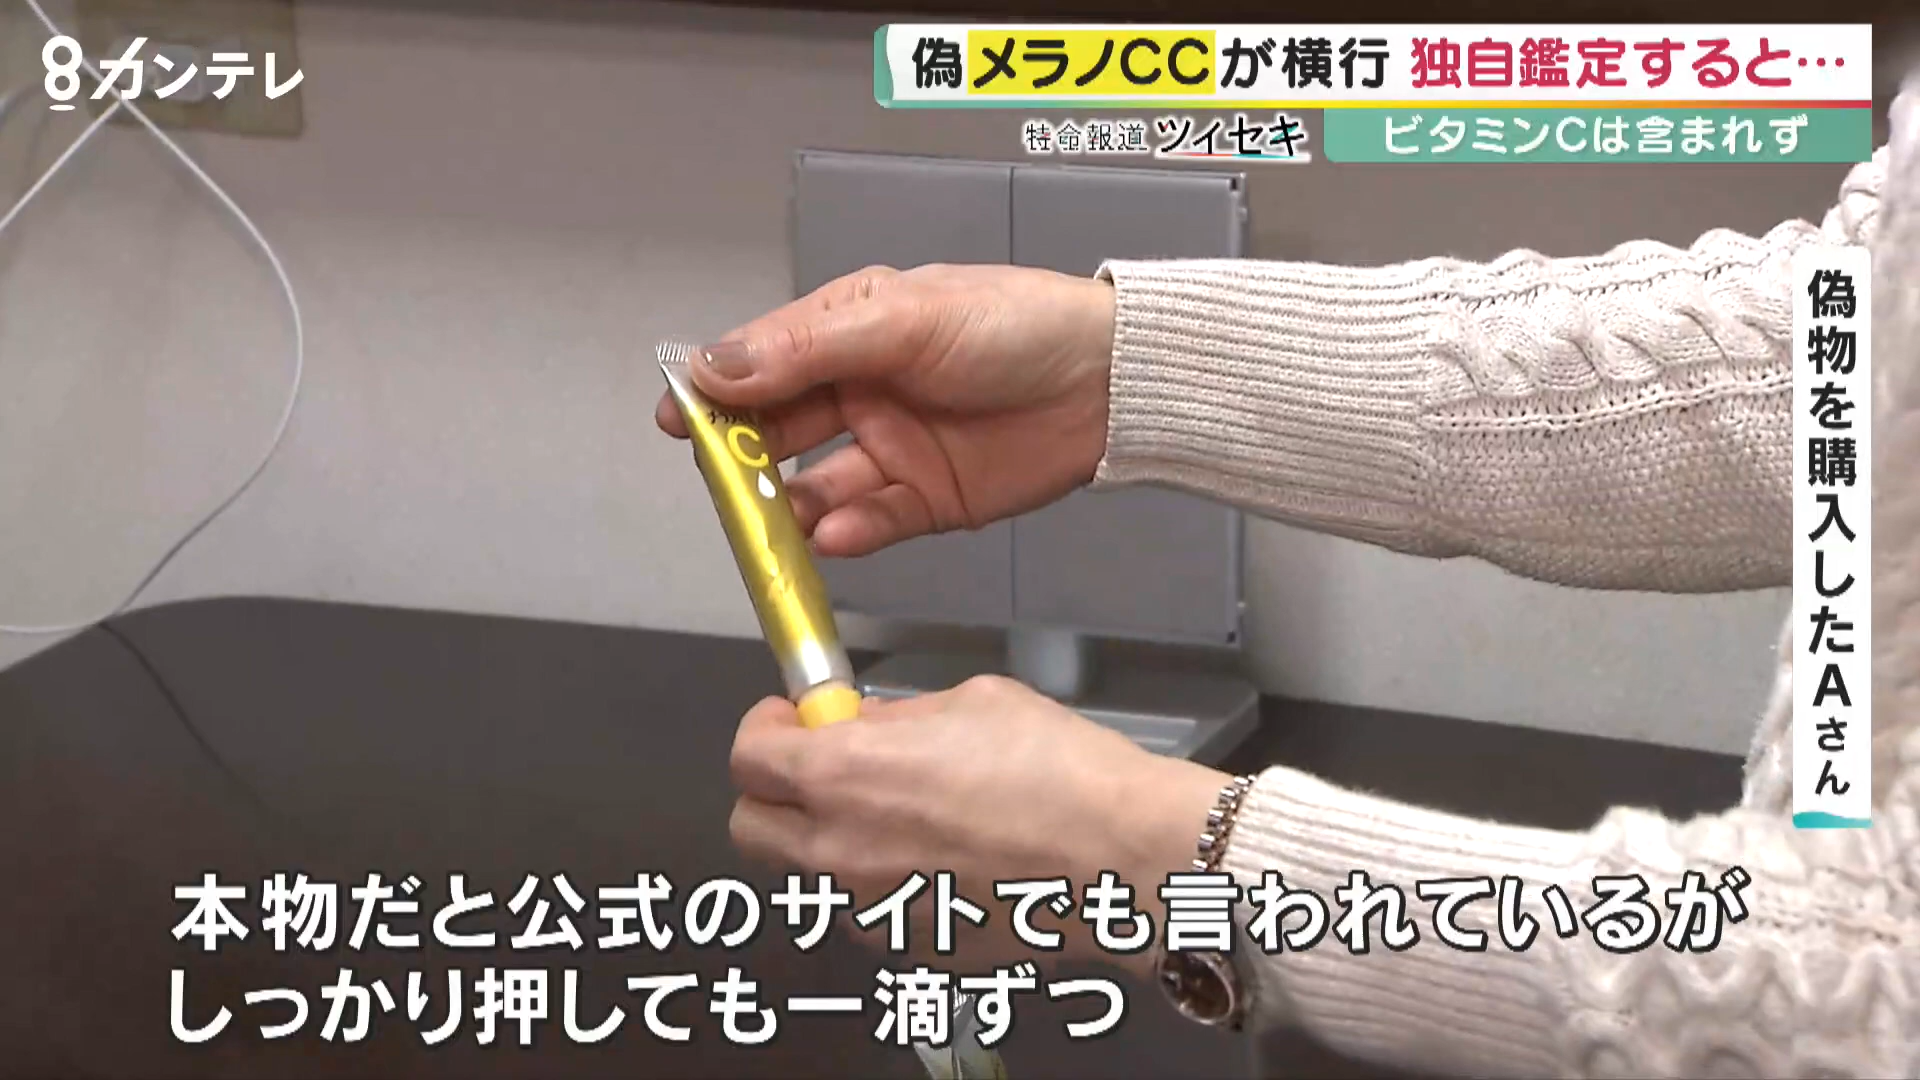 8カンテレ
偽メラノCCが横行 独自鑑定すると…
特命報道 ツイセキ
ビタミンCは含まれず
偽物を購入したAさん
C
本物だと公式のサイトでも言われているが
しっかり押しても一滴ずつ